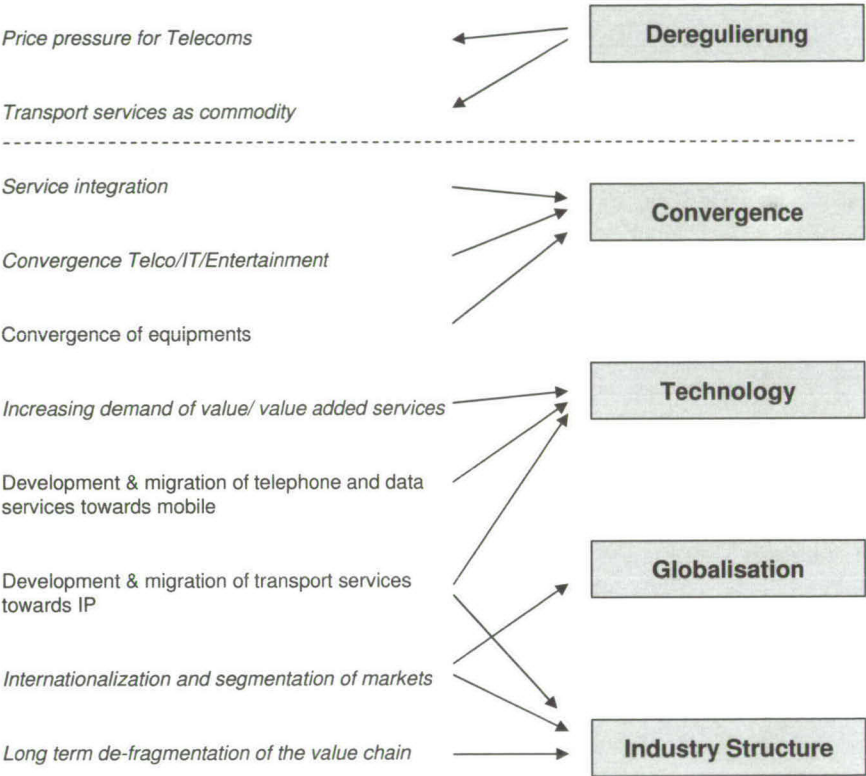 Price pressure for Telecoms
Deregulierung
Transport services as commodity
Service integration
Convergence
Convergence Telco/IT/Entertainment
Convergence of equipments
Technology
Increasing demand of value/ value added services
Development & migration of telephone and data
services towards mobile
Globalisation
Development & migration of transport services
towards IP
Internationalization and segmentation of markets
Industry Structure
Long term de-fragmentation of the value chain